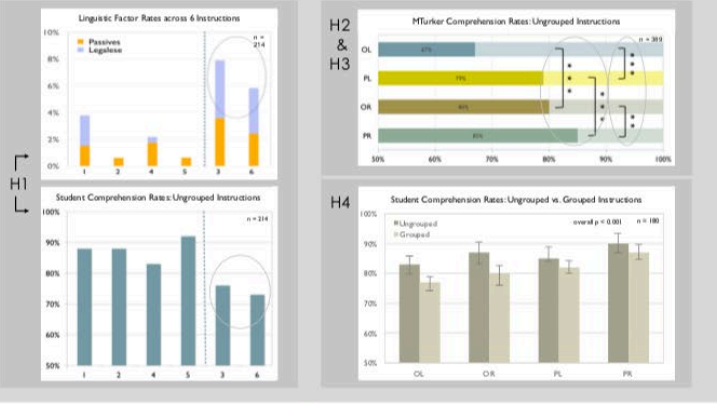 Linguistic Factor Rates across 6 Instructions
10%
8%
6%
4%
2%
0%
Passives
Legalese
n =
214
1 2 4 5 3 6
H1
Student Comprehension Rates: Ungrouped Instructions
100%
90%
80%
70%
60%
50%
n = 214
1 2 4 5 3 6
H2
&
H3
MTurker Comprehension Rates: Ungrouped Instructions
OL
PL
OR
PR
67%
79%
80%
85%
50% 60% 70% 80% 90% 100%
H4
Student Comprehension Rates: Ungrouped vs. Grouped Instructions
100%
90%
80%
70%
60%
50%
Ungrouped
Grouped
overall p < 0.001 n = 180
OL OR PL PR